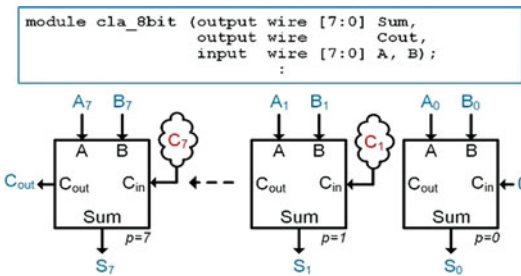 module cla_8bit (output wire [7:0] Sum,
output wire Cout,
input wire [7:0] A, B);
:
A7 B7 C7 A1 B1 C1 A0 B0
A B A B A B
Cout Cout Cin Cout Cin Cout Cin 0
Sum Sum Sum
p=7 p=1 p=0
S7 S1 S0